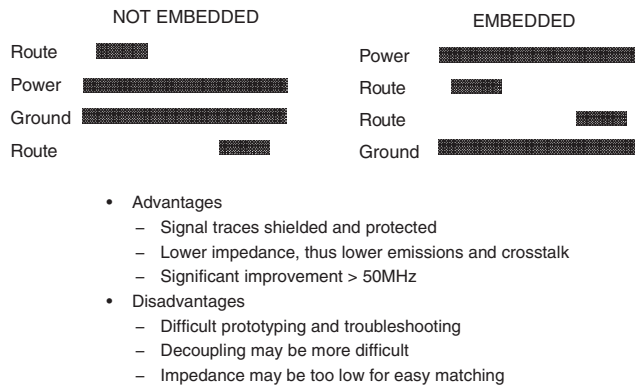 NOT EMBEDDED
Route
Power
Ground
Route
EMBEDDED
Power
Route
Route
Ground
• Advantages
– Signal traces shielded and protected
– Lower impedance, thus lower emissions and crosstalk
– Significant improvement > 50MHz
• Disadvantages
– Difficult prototyping and troubleshooting
– Decoupling may be more difficult
– Impedance may be too low for easy matching